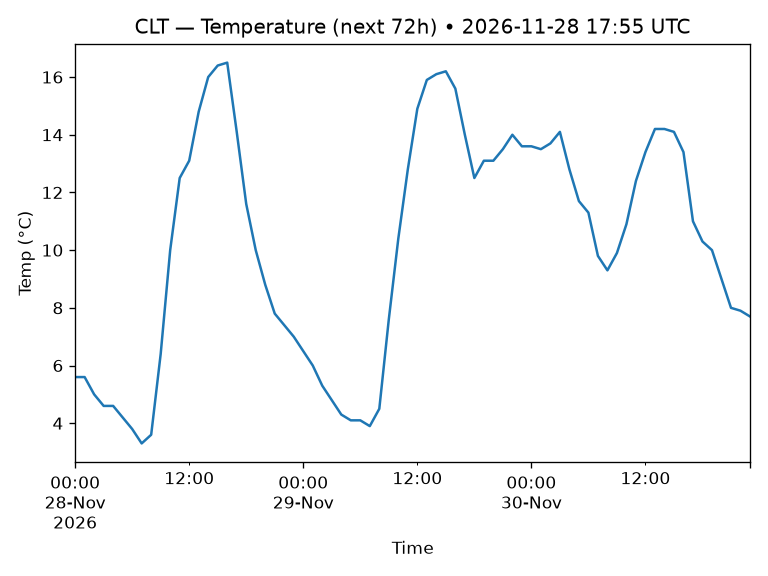 CLT — Temperature (next 72h) • 2026-11-28 17:55 UTC
Temp (°C)
16
14
12
10
8
6
4
00:00 12:00 00:00 12:00 00:00 12:00
28-Nov 29-Nov 30-Nov
2026
Time